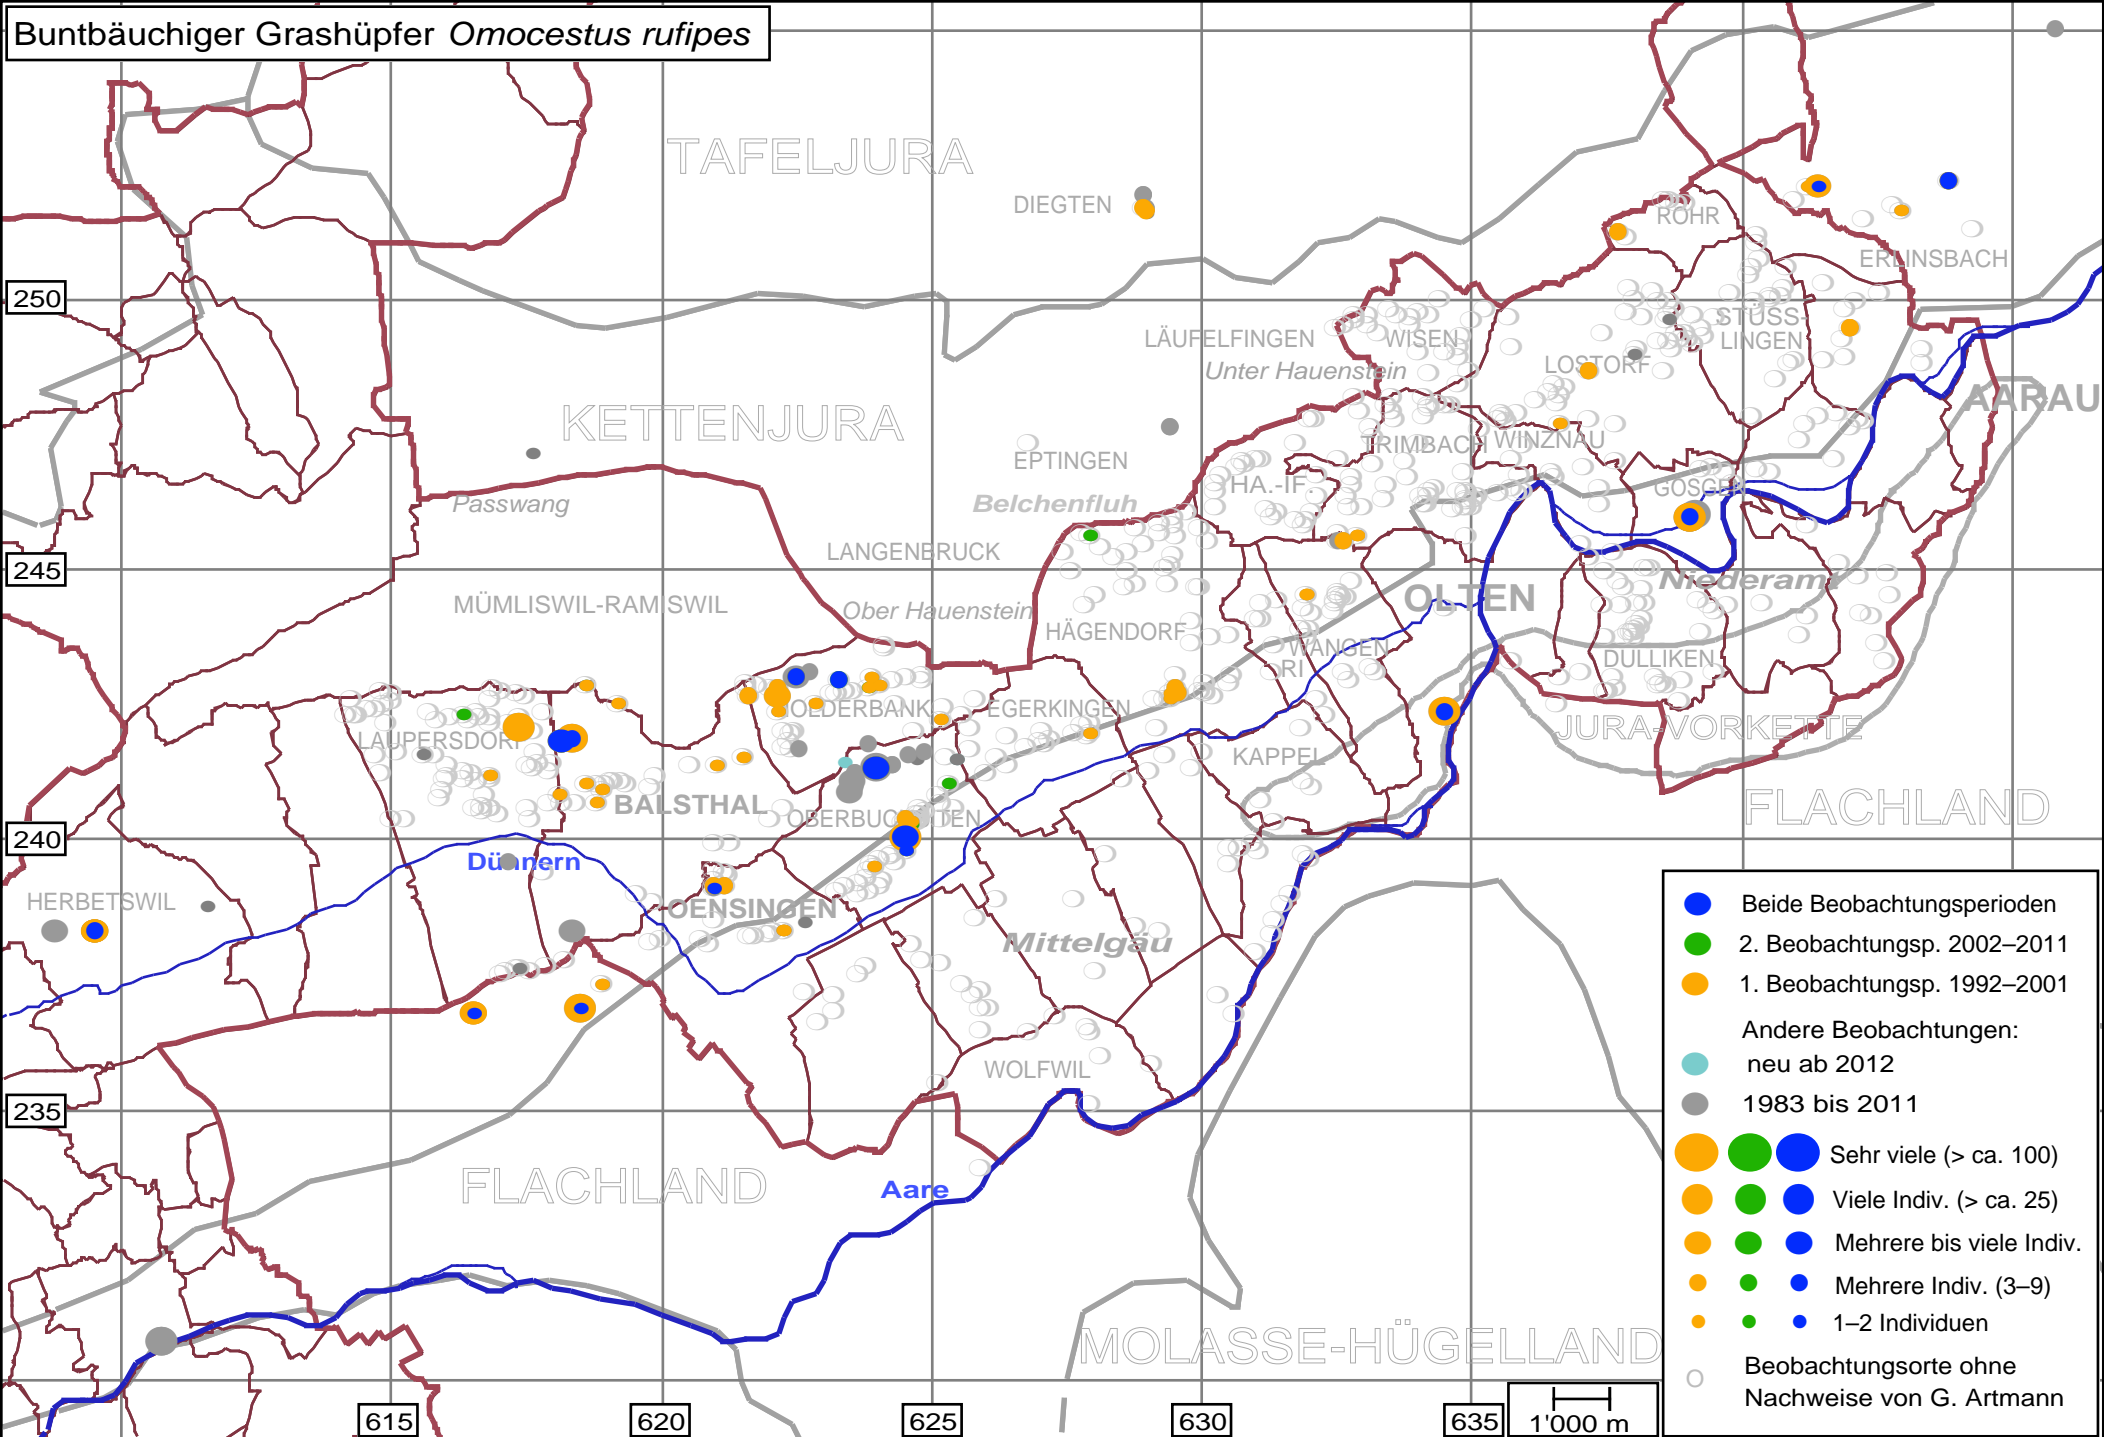 Buntbäuchiger Grashüpfer Omocestus rufipes
TAFELJURA
DIEGTEN
ROHR
ERLINSBACH
250
STÜSS-
LINGEN
LÄUFELFINGEN
WISEN
Unter Hauenstein
LOSTORF
AARAU
KETTENJURA
TRIMBACH
WINZNAU
EPTINGEN
HA.-IF.
GÖSGEN
Passwang
Belchenfluh
LANGENBRUCK
245
Niederamt
MÜMLISWIL-RAMISWIL
Ober Hauenstein
OLTEN
HÄGENDORF
WANGEN
RI
DULLIKEN
HOLDERBANK
EGERKINGEN
JURA-VORKETTE
LAUPERSDORF
KAPPEL
BALSTHAL
OBERBUCHSITEN
FLACHLAND
240
Dünnern
HERBETSWIL
OENSINGEN
Mittelgäu
WOLFWIL
235
FLACHLAND
Aare
MOLASSE-HÜGELLAND
615
620
625
630
635
1'000 m
Beide Beobachtungsperioden
2. Beobachtungsp. 2002–2011
1. Beobachtungsp. 1992–2001
Andere Beobachtungen:
neu ab 2012
1983 bis 2011
Sehr viele (> ca. 100)
Viele Indiv. (> ca. 25)
Mehrere bis viele Indiv.
Mehrere Indiv. (3–9)
1–2 Individuen
Beobachtungsorte ohne
Nachweise von G. Artmann